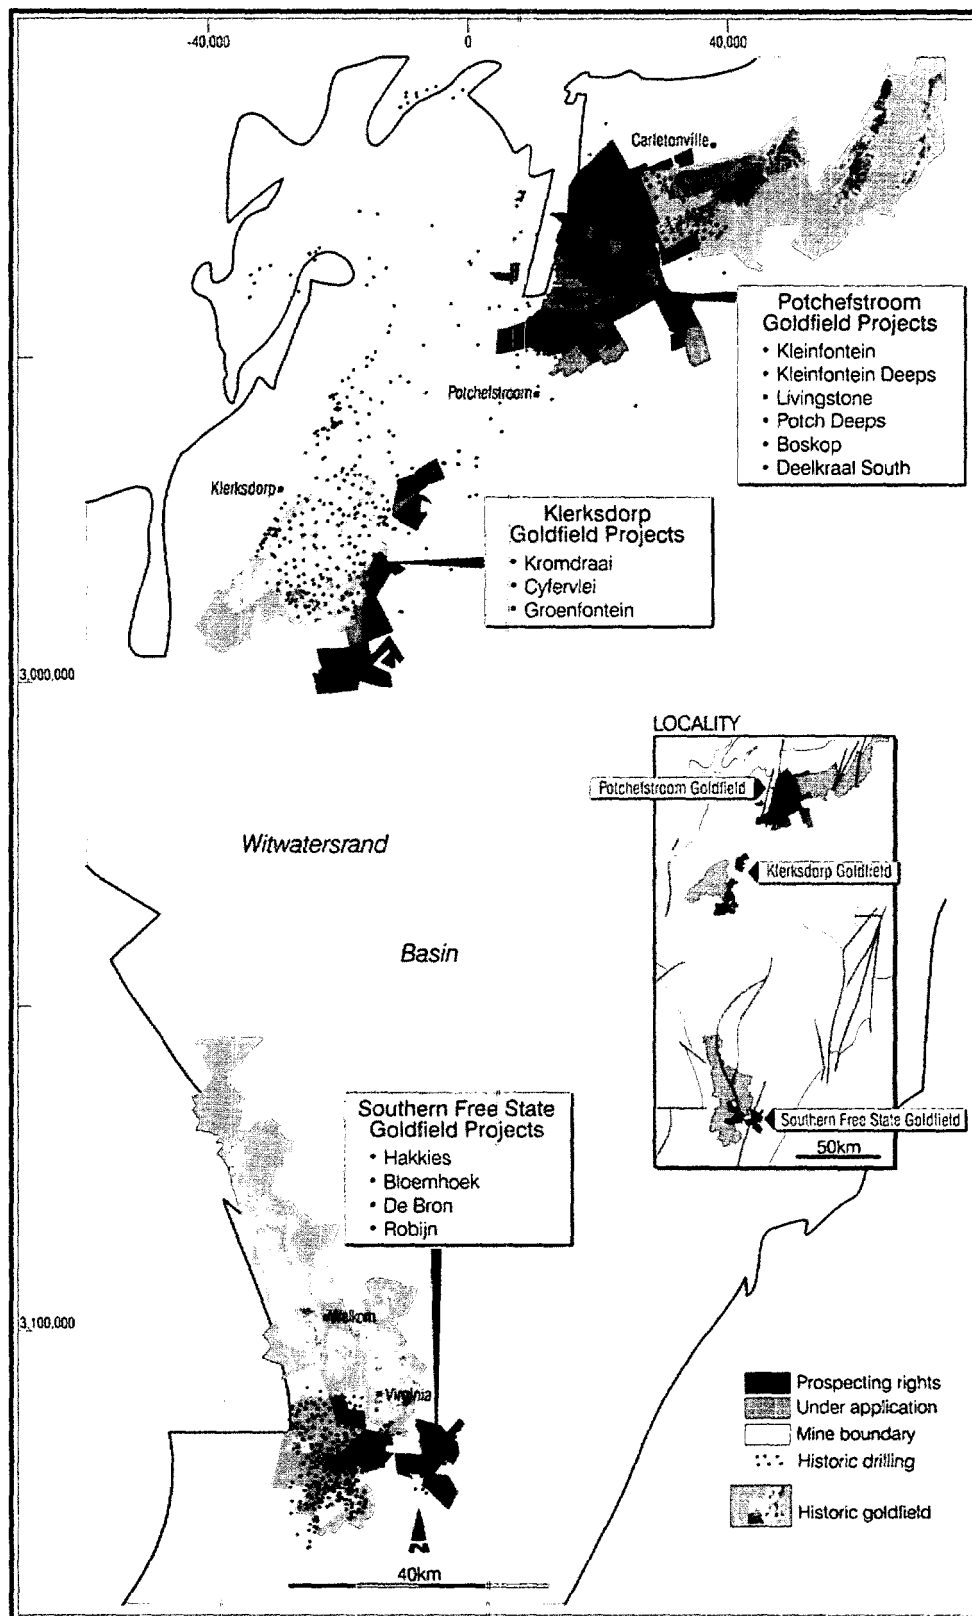 -40,000
0
40,000
Carletonville
Potchefstroom
Goldfield Projects
• Kleinfontein
• Kleinfontein Deeps
• Livingstone
• Potch Deeps
• Boskop
• Deelkraal South
Potchefstroom
Klerksdorp
Klerksdorp
Goldfield Projects
• Kromdraai
• Cyfervlei
• Groenfontein
3,000,000
LOCALITY
Potchefstroom Goldfield
Klerksdorp Goldfield
Southern Free State Goldfield
50km
Witwatersrand
Basin
Southern Free State
Goldfield Projects
• Hakkies
• Bloemhoek
• De Bron
• Robijn
3,100,000
Welkom
Virginia
Prospecting rights
Under application
Mine boundary
Historic drilling
Historic goldfield
N
40km